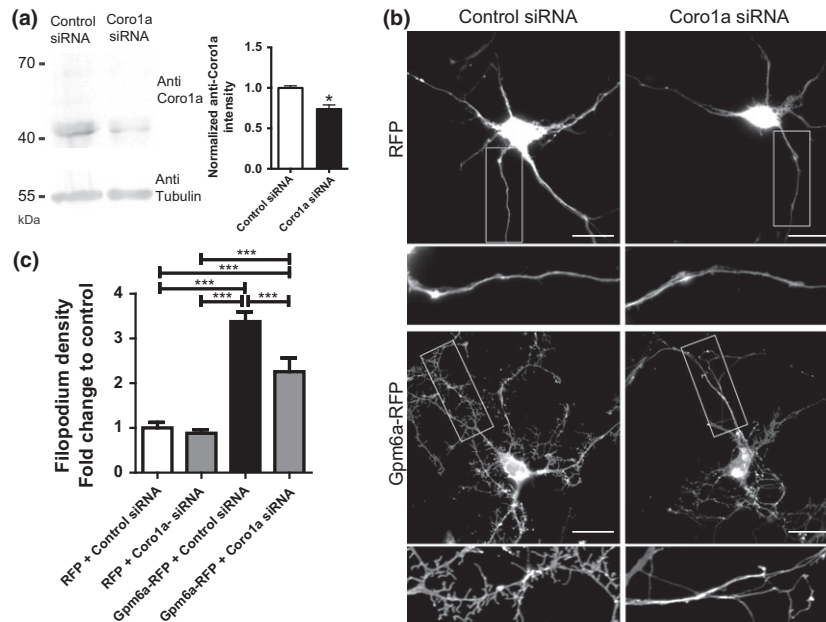 (a)
Control
siRNA
Coro1a
siRNA
70
40
55
kDa
Anti
Coro1a
Anti
Tubulin
Normalized anti-Coro1a
intensity
1.5
1.0
0.5
0.0
*
Control siRNA
Coro1a siRNA
(b)
Control siRNA
Coro1a siRNA
RFP
Gpm6a-RFP
(c)
Filopodium density
Fold change to control
4
3
2
1
0
***
***
***
***
***
RFP + Control siRNA
RFP + Coro1a- siRNA
Gpm6a-RFP + Control siRNA
Gpm6a-RFP + Coro1a siRNA